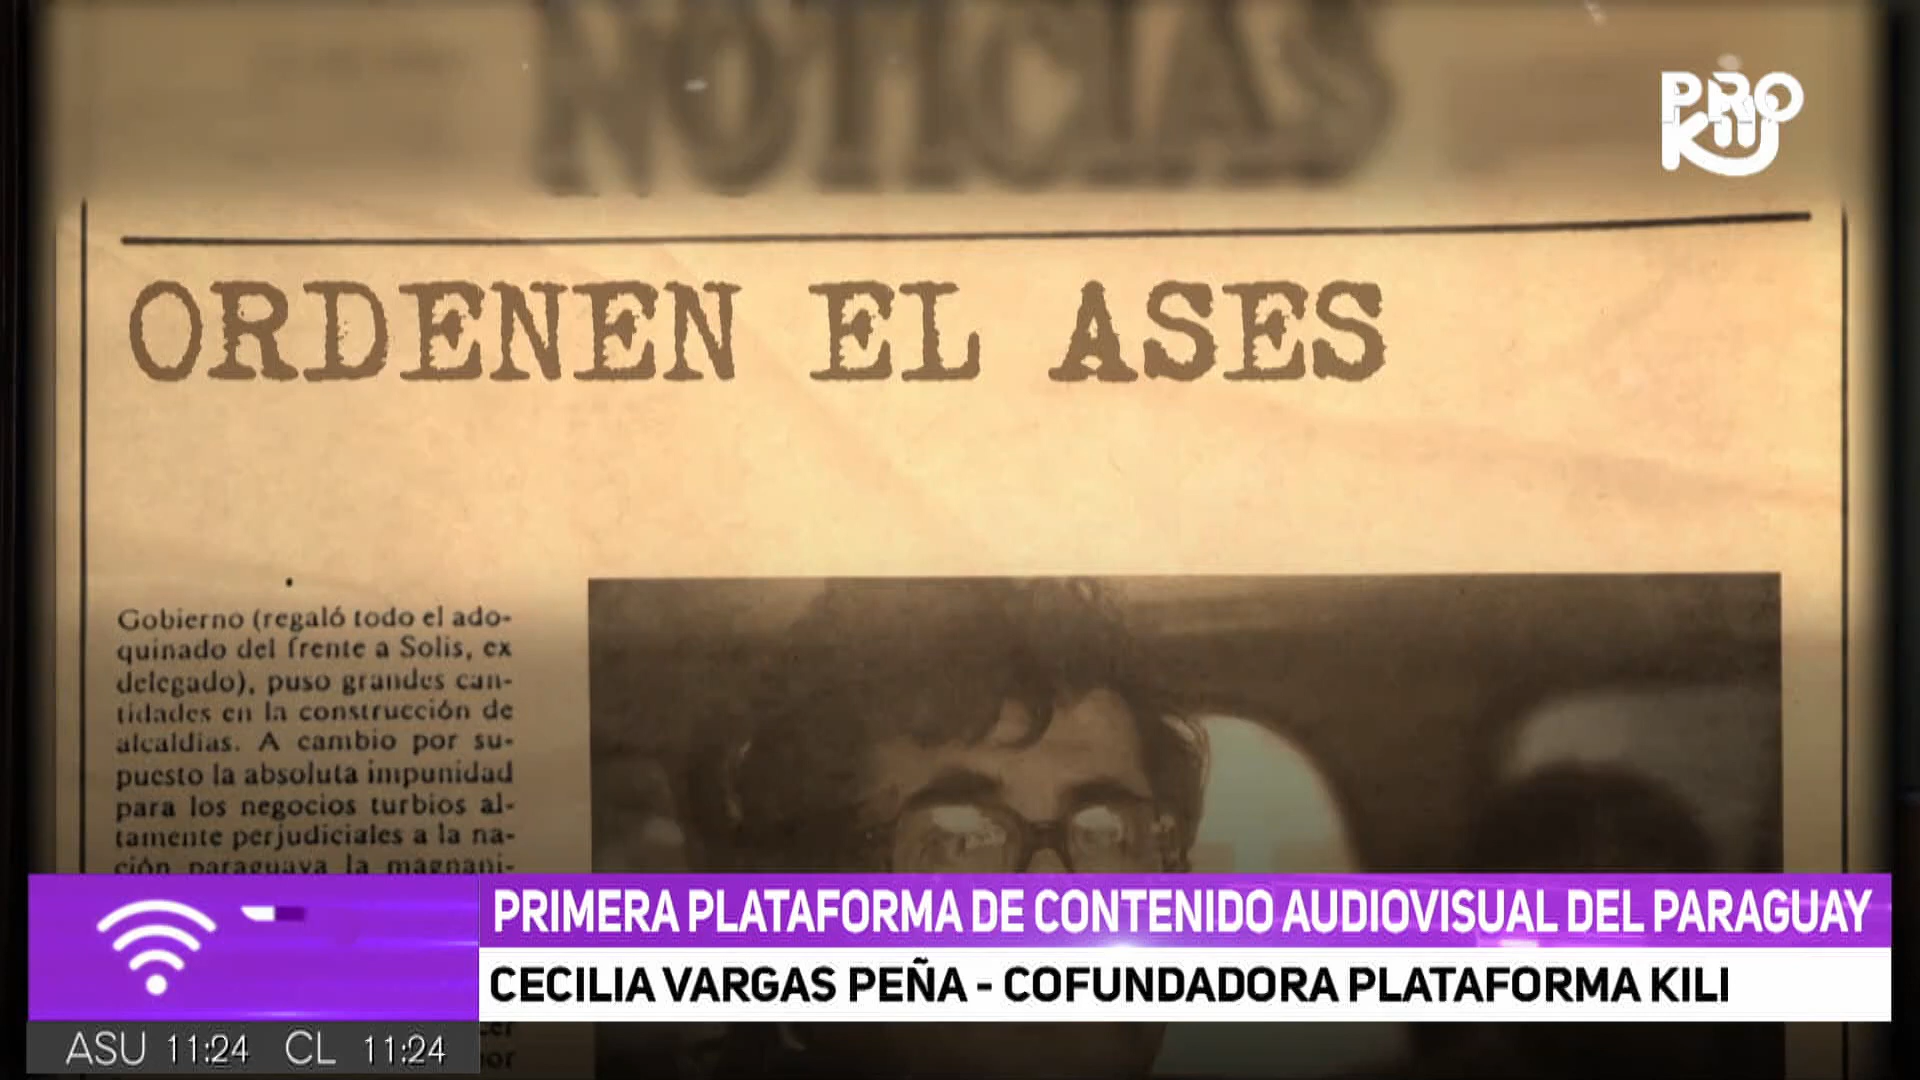 NOTICIAS
PRO
ORDENEN EL ASES
Gobierno (regaló todo el ado-
quinado del frente a Solis, ex
delegado), puso grandes can-
tidades en la construcción de
alcaldias. A cambio por su-
puesto la absoluta impunidad
para los negocios turbios al-
tamente perjudiciales a la na-
ción paraguaya la magnani-
PRIMERA PLATAFORMA DE CONTENIDO AUDIOVISUAL DEL PARAGUAY
CECILIA VARGAS PEÑA - COFUNDADORA PLATAFORMA KILI
ASU 11:24 CL 11:24